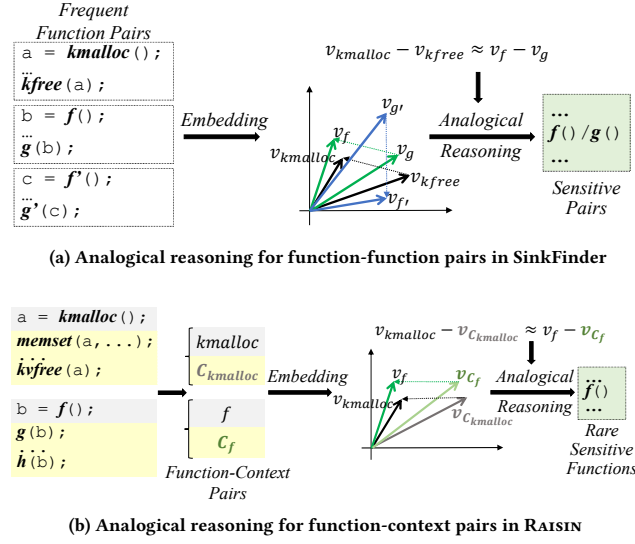 Frequent
Function Pairs
a = kmalloc();
…
kfree(a);
b = f();
…
g(b);
c = f'();
…
g'(c);
Embedding
v_kmalloc − v_kfree ≈ v_f − v_g
v_g'
v_f
v_g
v_kmalloc
v_kfree
v_f'
Analogical
Reasoning
…
f()/g()
…
Sensitive
Pairs
(a) Analogical reasoning for function-function pairs in SinkFinder
a = kmalloc();
memset(a,...);
...
kvfree(a);
b = f();
g(b);
...
h(b);
kmalloc
C_kmalloc
f
C_f
Function-Context
Pairs
Embedding
v_kmalloc − v_C_kmalloc ≈ v_f − v_C_f
v_f
v_C_f
v_kmalloc
v_C_kmalloc
Analogical
Reasoning
…
f()
…
Rare
Sensitive
Functions
(b) Analogical reasoning for function-context pairs in RAISIN